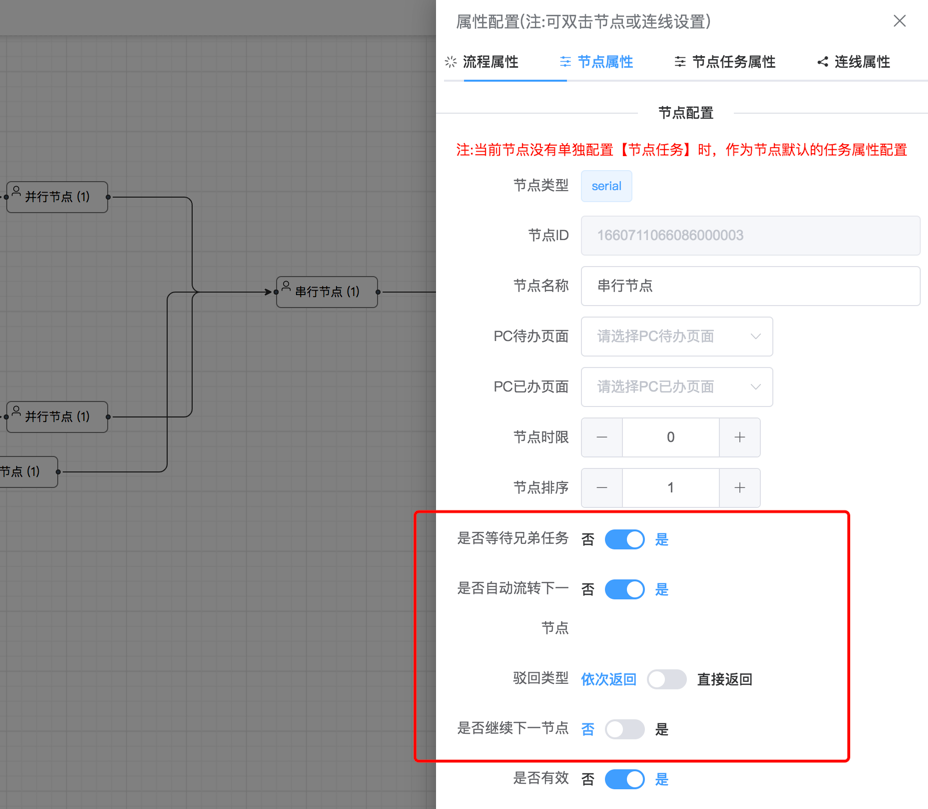 属性配置(注:可双击节点或连线设置)
流程属性 节点属性 节点任务属性 连线属性
节点配置
注:当前节点没有单独配置【节点任务】时，作为节点默认的任务属性配置
节点类型 serial
节点ID 1660711066086000003
节点名称 串行节点
PC待办页面 请选择PC待办页面
PC已办页面 请选择PC已办页面
节点时限 0
节点排序 1
是否等待兄弟任务 否 是
是否自动流转下一 否 是
节点
驳回类型 依次返回 直接返回
是否继续下一节点 否 是
是否有效 否 是
并行节点 (1)
串行节点 (1)
并行节点 (1)
节点 (1)